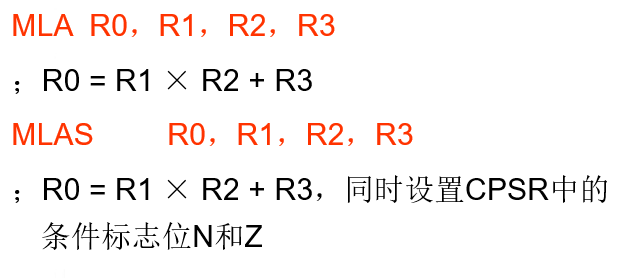 MLA  R0，R1，R2，R3
；R0 = R1 × R2 + R3
MLAS        R0，R1，R2，R3
；R0 = R1 × R2 + R3，同时设置CPSR中的
条件标志位N和Z